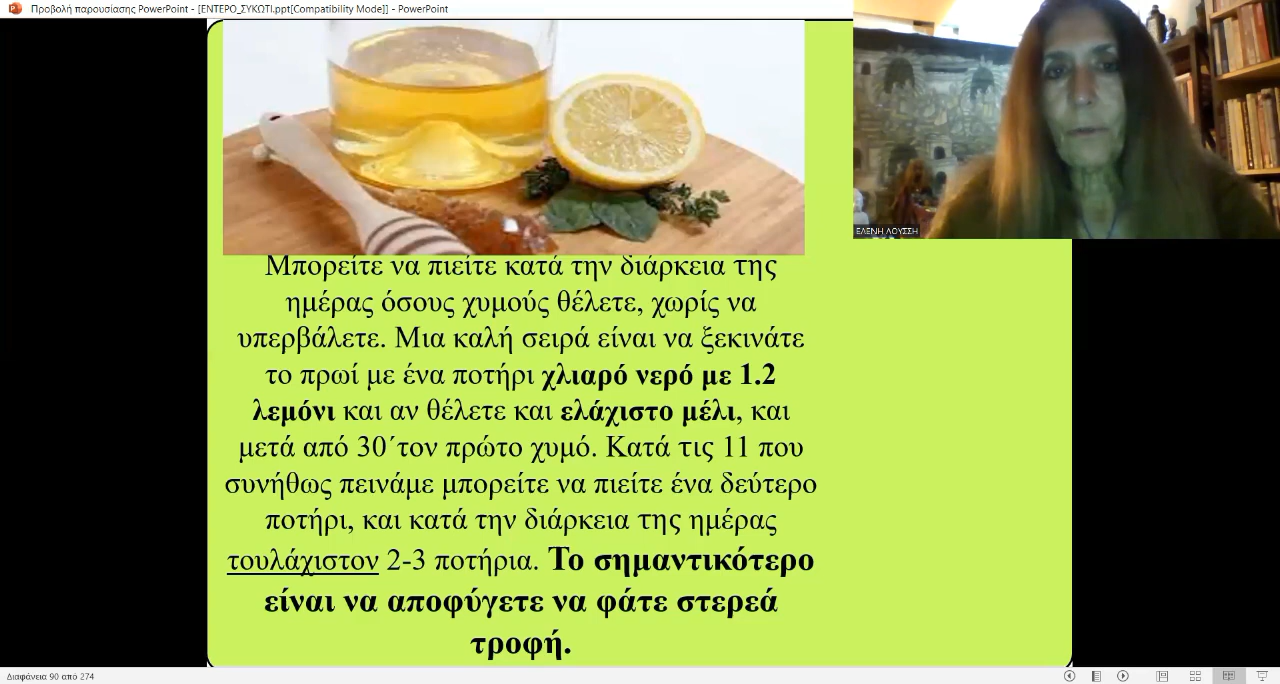 Προβολή παρουσίασης PowerPoint - [ΕΝΤΕΡΟ_ΣΥΚΩΤΙ.ppt[Compatibility Mode]] - PowerPoint
ΕΛΕΝΗ ΛΟΥΣΣΗ
Μπορείτε να πιείτε κατά την διάρκεια της
ημέρας όσους χυμούς θέλετε, χωρίς να
υπερβάλετε. Μια καλή σειρά είναι να ξεκινάτε
το πρωί με ένα ποτήρι χλιαρό νερό με 1.2
λεμόνι και αν θέλετε και ελάχιστο μέλι, και
μετά από 30΄τον πρώτο χυμό. Κατά τις 11 που
συνήθως πεινάμε μπορείτε να πιείτε ένα δεύτερο
ποτήρι, και κατά την διάρκεια της ημέρας
τουλάχιστον 2-3 ποτήρια. Το σημαντικότερο
είναι να αποφύγετε να φάτε στερεά
τροφή.
Διαφάνεια 90 από 274